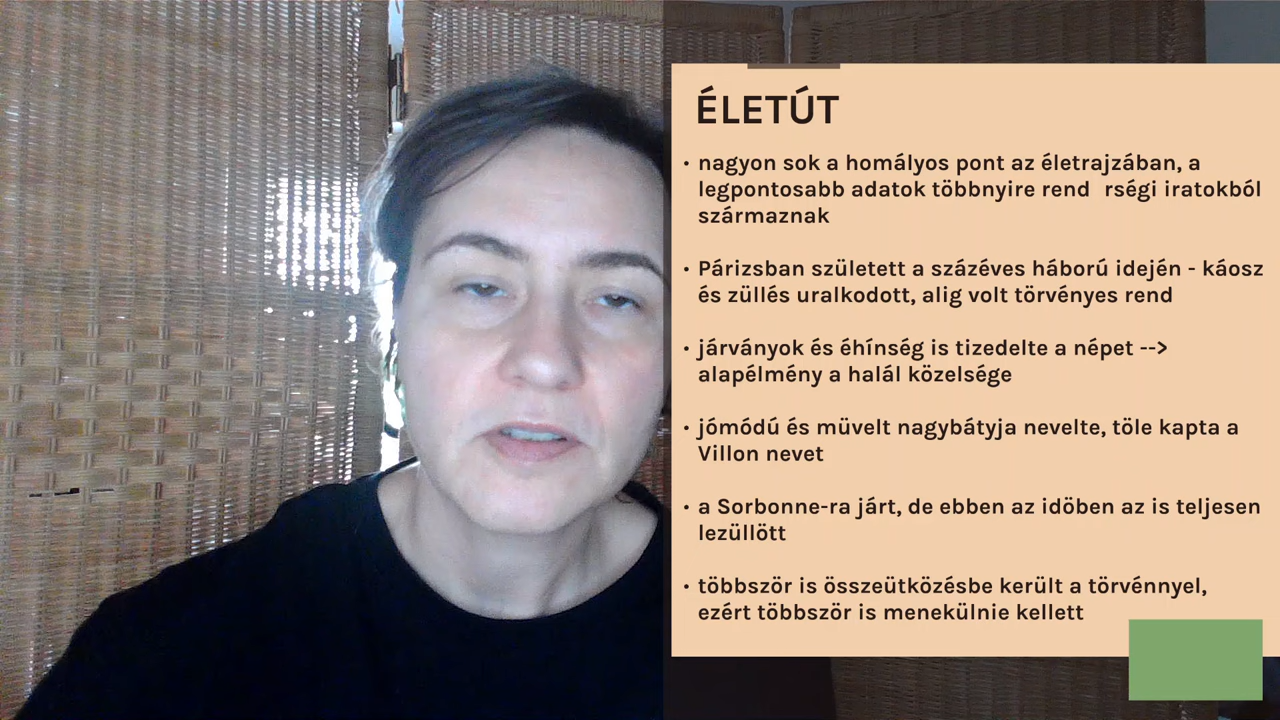 ÉLETÚT
• nagyon sok a homályos pont az életrajzában, a
legpontosabb adatok többnyire rend rségi iratokból
származnak
• Párizsban született a százéves háború idején - káosz
és züllés uralkodott, alig volt törvényes rend
• járványok és éhínség is tizedelte a népet -->
alapélmény a halál közelsége
• jómódú és müvelt nagybátyja nevelte, töle kapta a
Villon nevet
• a Sorbonne-ra járt, de ebben az idöben az is teljesen
lezüllött
• többször is összeütközésbe került a törvénnyel,
ezért többször is menekülnie kellett